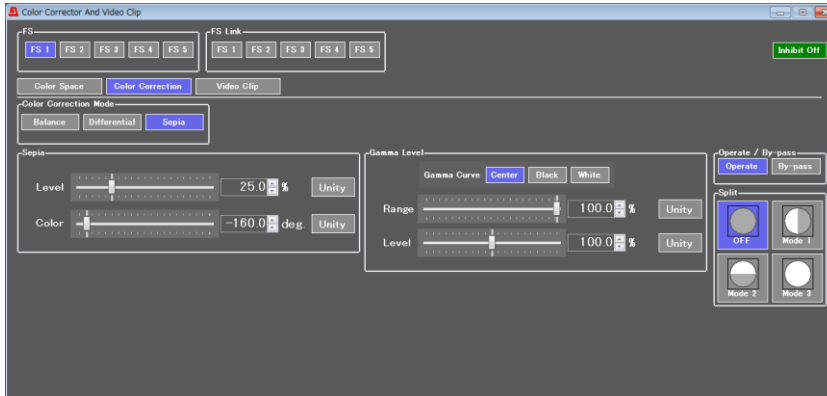 Color Corrector And Video Clip
FS
FS 1 FS 2 FS 3 FS 4 FS 5
FS Link
FS 1 FS 2 FS 3 FS 4 FS 5
Inhibit Off
Color Space Color Correction Video Clip
Color Correction Mode
Balance Differential Sepia
Sepia
Level 25.0 % Unity
Color -160.0 deg. Unity
Gamma Level
Gamma Curve Center Black White
Range 100.0 % Unity
Level 100.0 % Unity
Operate / By-pass
Operate By-pass
Split
OFF Mode 1
Mode 2 Mode 3